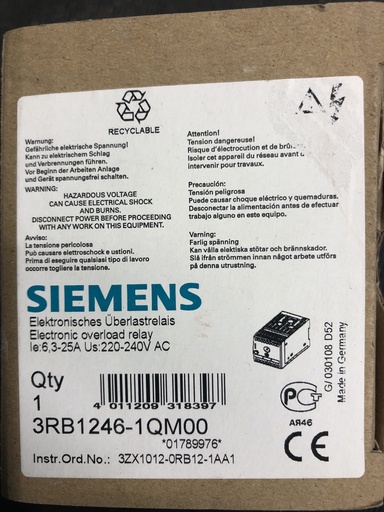 RECYCLABLE
Warnung:
Gefährliche elektrische Spannung!
Kann zu elektrischem Schlag
und Verbrennungen führen.
Vor Beginn der Arbeiten Anlage
und Gerät spannungsfrei schalten.
WARNING:
HAZARDOUS VOLTAGE
CAN CAUSE ELECTRICAL SHOCK
AND BURNS.
DISCONNECT POWER BEFORE PROCEEDING
WITH ANY WORK ON THIS EQUIPMENT.
Avviso:
La tensione pericolosa
Può causare elettroschock e ustioni.
Prima di eseguire qualsiasi tipo di lavoro
occorre togliere la tensione.
Attention!
Tension dangereuse!
Risque d'électrocution et de
Isoler cet appareil du réseau avant
intervenir pour travaux.
Precaución:
Tensión peligrosa
Puede causar choque eléctrico y quemaduras.
Desconectar la alimentación antes de efectuar
trabajo alguno en este equipo.
Varning:
Farlig spänning
Kan välla elektiska stötar och brännskador.
Slå ifrån strömmen innan något arbete utförs
på denna utrustning.
SIEMENS
Elektronisches Überlastrelais
Electronic overload relay
Ie:6,3-25A Us:220-240V AC
Qty
1
4 011209 318397
3RB1246-1QM00
*01789976*
Instr.Ord.No.: 3ZX1012-0RB12-1AA1
G/ 030108 D52
Made in Germany
АЯ46
CE